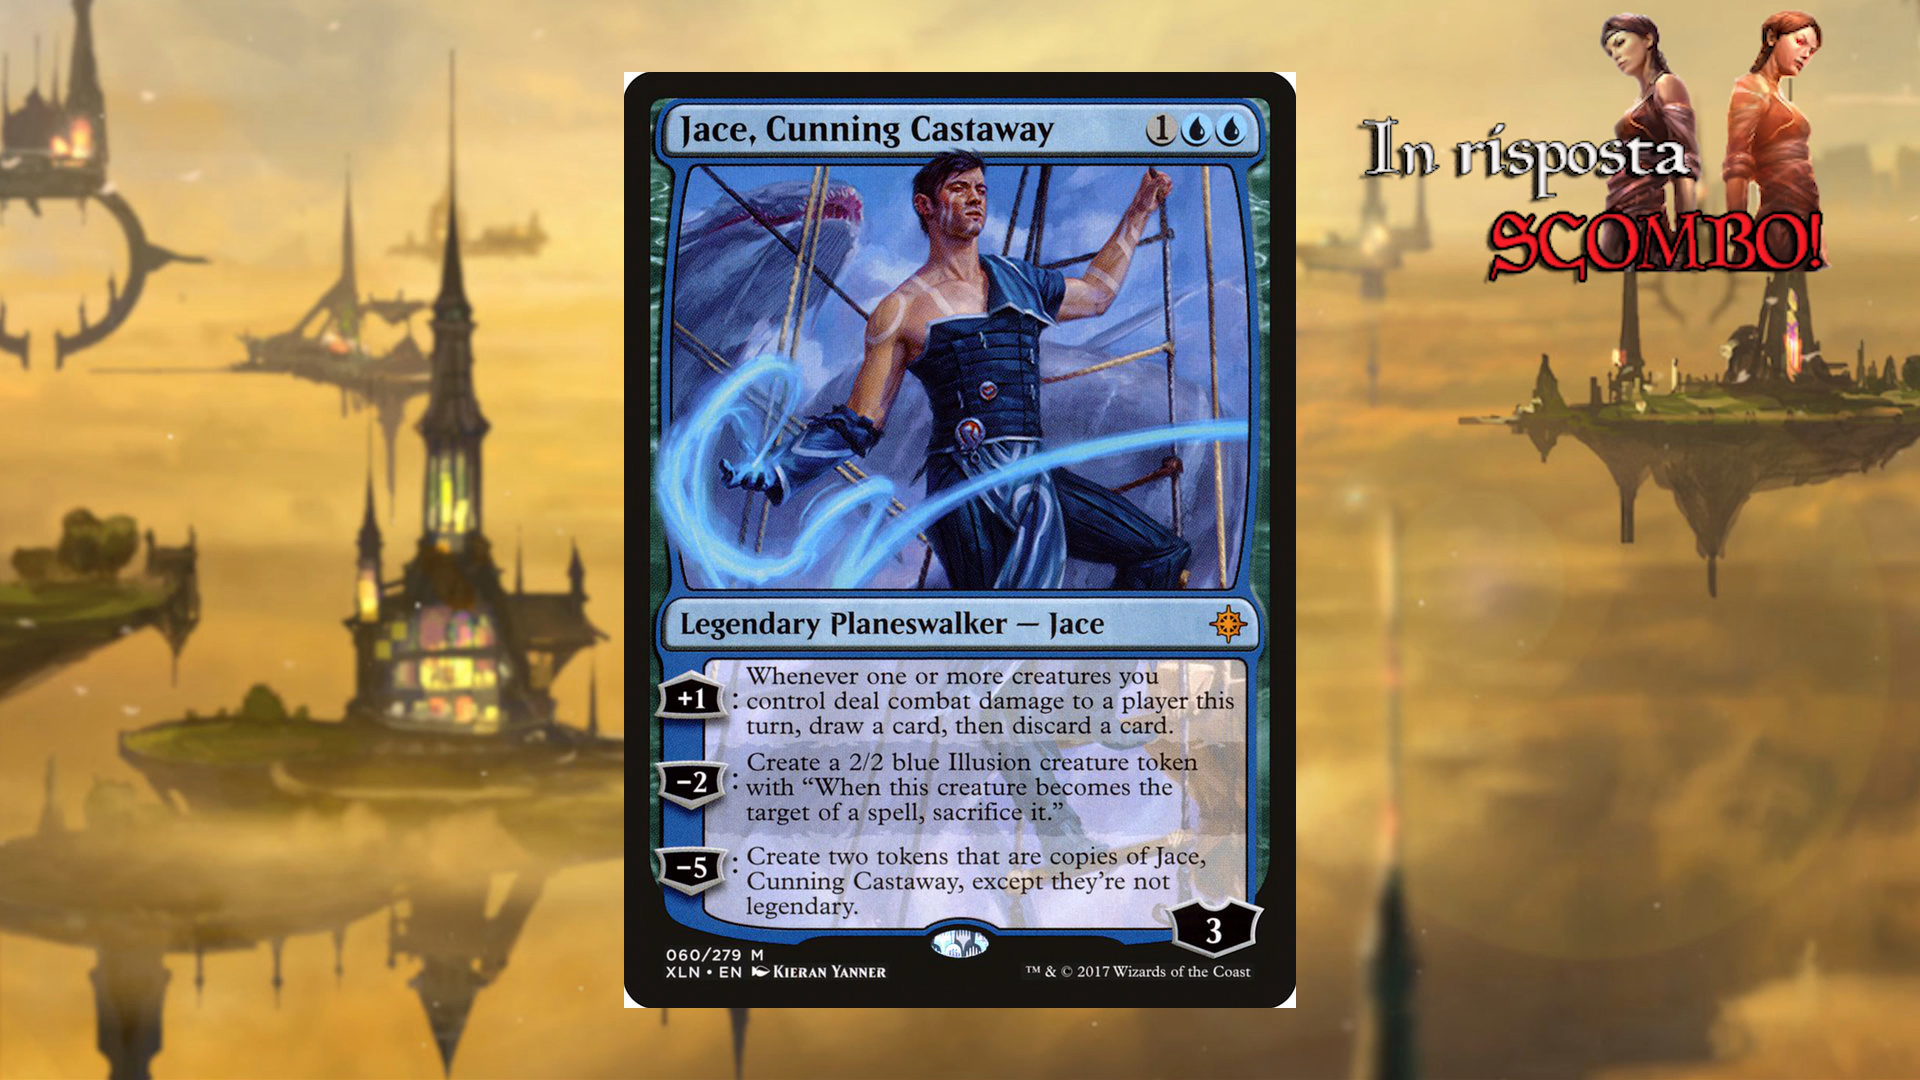 In risposta
SCOMBO!
Jace, Cunning Castaway 1
Legendary Planeswalker — Jace
+1 : Whenever one or more creatures you
control deal combat damage to a player this
turn, draw a card, then discard a card.
−2 : Create a 2/2 blue Illusion creature token
with “When this creature becomes the
target of a spell, sacrifice it.”
−5 : Create two tokens that are copies of Jace,
Cunning Castaway, except they’re not
legendary.
3
060/279 M
XLN • EN Kieran Yanner
™ & © 2017 Wizards of the Coast